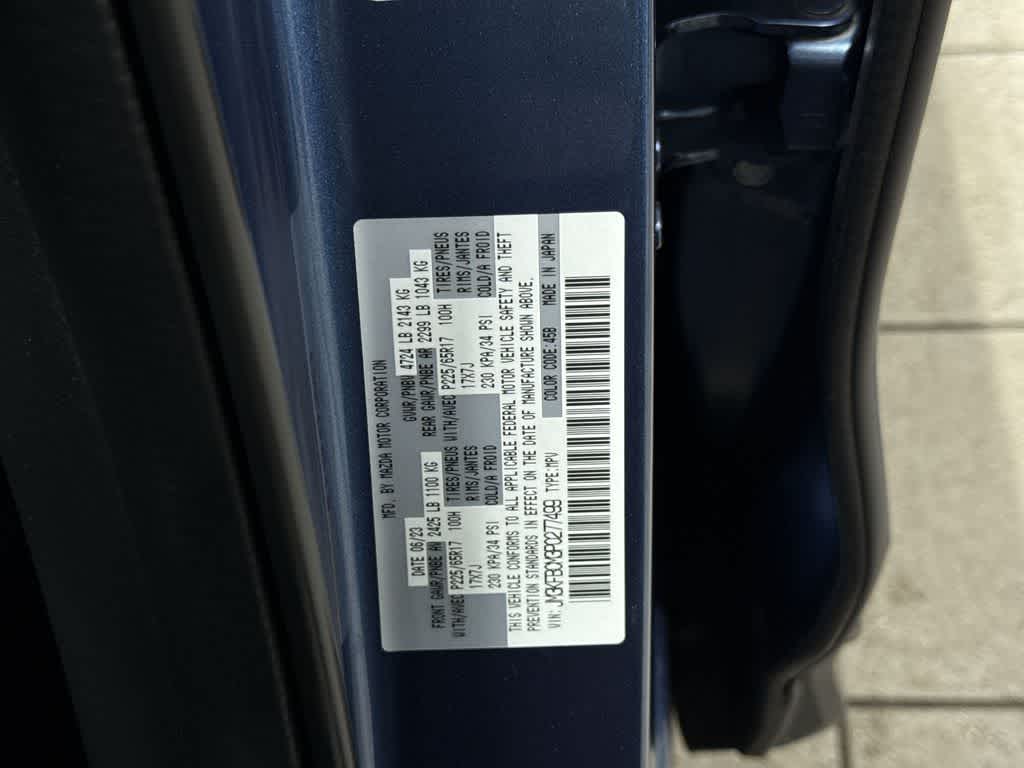 MFD. BY MAZDA MOTOR CORPORATION
DATE 06/23 GVWR/PNBV 4724 LB 2143 KG
FRONT GAWR/PNBE AV 2425 LB 1100 KG REAR GAWR/PNBE AR 2299 LB 1043 KG
WITH/AVEC P225/65R17 100H TIRES/PNEUS WITH/AVEC P225/65R17 100H TIRES/PNEUS
17X7J RIMS/JANTES 17X7J RIMS/JANTES
230 KPA/34 PSI COLD/A FROID 230 KPA/34 PSI COLD/A FROID
THIS VEHICLE CONFORMS TO ALL APPLICABLE FEDERAL MOTOR VEHICLE SAFETY AND THEFT
PREVENTION STANDARDS IN EFFECT ON THE DATE OF MANUFACTURE SHOWN ABOVE.
VIN: JM3KFBCM3P0277499 TYPE:MPV COLOR CODE:45B MADE IN JAPAN